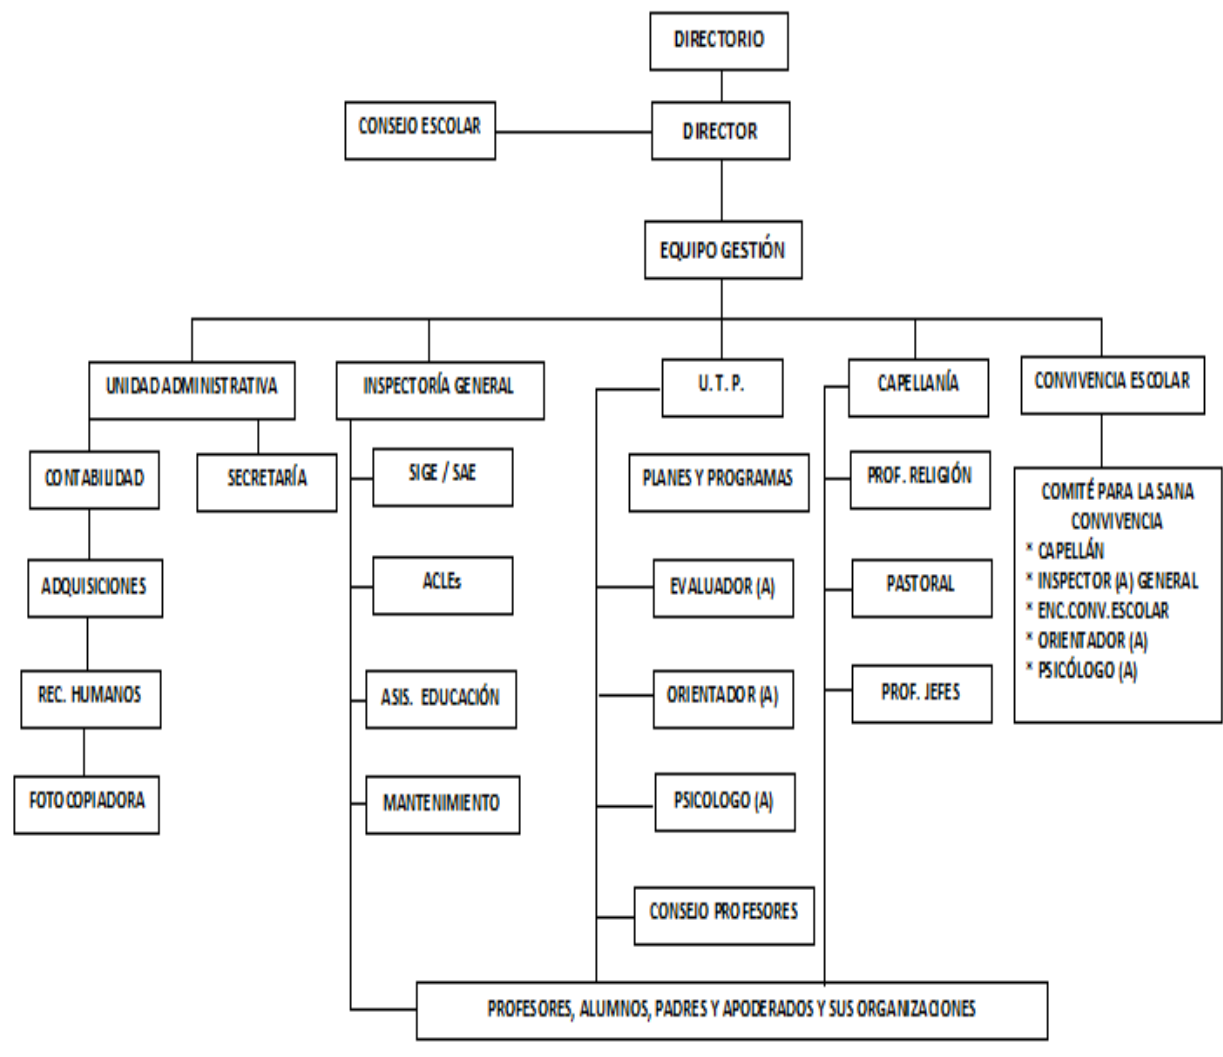 DIRECTORIO
CONSEJO ESCOLAR
DIRECTOR
EQUIPO GESTIÓN
UNIDAD ADMINISTRATIVA
INSPECTORÍA GENERAL
U. T. P.
CAPELLANÍA
CONVIVENCIA ESCOLAR
CONTABILIDAD
SECRETARÍA
SIGE / SAE
PLANES Y PROGRAMAS
PROF. RELIGIÓN
COMITÉ PARA LA SANA
CONVIVENCIA
* CAPELLÁN
* INSPECTOR (A) GENERAL
* ENC.CONV.ESCOLAR
* ORIENTADOR (A)
* PSICÓLOGO (A)
ADQUISICIONES
ACLEs
EVALUADOR (A)
PASTORAL
REC. HUMANOS
ASIS. EDUCACIÓN
ORIENTADOR (A)
PROF. JEFES
FOTOCOPIADORA
MANTENIMIENTO
PSICOLOGO (A)
CONSEJO PROFESORES
PROFESORES, ALUMNOS, PADRES Y APODERADOS Y SUS ORGANIZACIONES